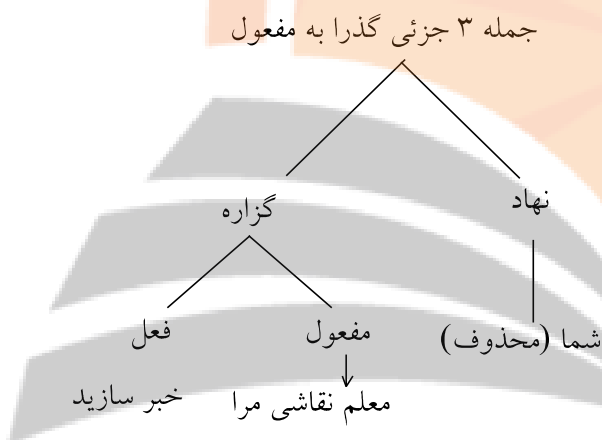 جمله ۳ جزئی گذرا به مفعول
نهاد
گزاره
شما (محذوف)
مفعول
فعل
معلم نقاشی مرا
خبر سازید